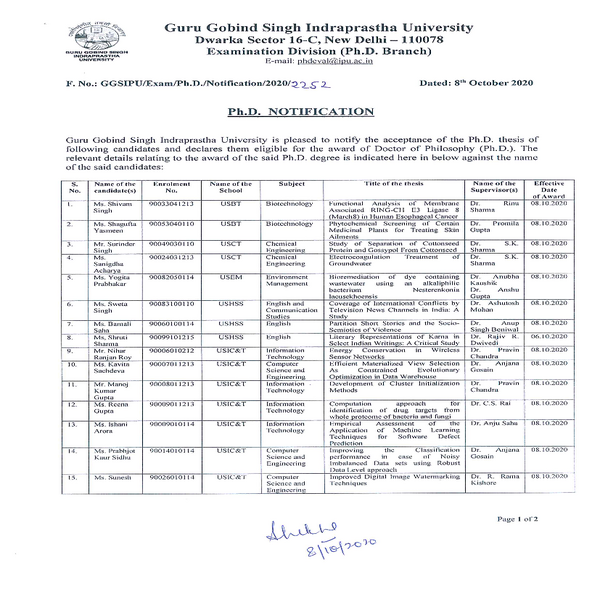 Guru Gobind Singh Indraprastha University
Dwarka Sector 16-C, New Delhi – 110078
Examination Division (Ph.D. Branch)
E-mail: phdeval@ipu.ac.in
GURU GOBIND SINGH
INDRAPRASTHA
UNIVERSITY
F. No.: GGSIPU/Exam/Ph.D./Notification/2020/2252 Dated: 8th October 2020
Ph.D. NOTIFICATION
Guru Gobind Singh Indraprastha University is pleased to notify the acceptance of the Ph.D. thesis of
following candidates and declares them eligible for the award of Doctor of Philosophy (Ph.D.). The
relevant details relating to the award of the said Ph.D. degree is indicated here in below against the name
of the said candidates:
S. No. Name of the candidate(s) Enrolment No. Name of the School Subject Title of the thesis Name of the Supervisor(s) Effective Date of Award
1. Ms. Shivam Singh 90033041213 USBT Biotechnology Functional Analysis of Membrane Associated RING-CH E3 Ligase 8 (March8) in Human Esophageal Cancer Dr. Rinu Sharma 08.10.2020
2. Ms. Shagufta Yasmeen 90053040110 USBT Biotechnology Phytochemical Screening of Certain Medicinal Plants for Treating Skin Ailments Dr. Promila Gupta 08.10.2020
3. Mr. Surinder Singh 90049030110 USCT Chemical Engineering Study of Separation of Cottonseed Protein and Gossypol From Cottonseed Dr. S.K. Sharma 08.10.2020
4. Ms. Sanigdha Acharya 90024031213 USCT Chemical Engineering Electrocoagulation Treatment of Groundwater Dr. S.K. Sharma 08.10.2020
5. Ms. Yogita Prabhakar 90082050114 USEM Environment Management Bioremediation of dye containing wastewater using an alkaliphilic bacterium Nesterenkonia lacusekhoensis Dr. Anubha Kaushik Dr. Anshu Gupta 08.10.2020
6. Ms. Sweta Singh 90083100110 USHSS English and Communication Studies Coverage of International Conflicts by Television News Channels in India: A Study Dr. Ashutosh Mohan 08.10.2020
7. Ms. Barnali Saha 90060100114 USHSS English Partition Short Stories and the Socio-Semiotics of Violence Dr. Anup Singh Beniwal 08.10.2020
8. Ms. Shruti Sharma 90099101215 USHSS English Literary Representations of Karna in Select Indian Writings: A Critical Study Dr. Rajiv R. Dwivedi 06.10.2020
9. Mr. Nihar Ranjan Roy 90006010212 USIC&T Information Technology Energy Conservation in Wireless Sensor Networks Dr. Pravin Chandra 08.10.2020
10. Ms. Kavita Sachdeva 90007011213 USIC&T Computer Science and Engineering Efficient Materialized View Selection As Constrained Evolutionary Organization in Data Warehouse Dr. Anjana Gosain 08.10.2020
11. Mr. Manoj Kumar Gupta 90008011213 USIC&T Information Technology Development of Cluster Initialization Methods Dr. Pravin Chandra 08.10.2020
12. Ms. Reena Gupta 90009011213 USIC&T Information Technology Computation approach for identification of drug targets from whole proteome of bacteria and fungi Dr. C.S. Rai 08.10.2020
13. Ms. Ishani Arora 90009010114 USIC&T Information Technology Empirical Assessment of the Application of Machine Learning Techniques for Software Defect Prediction Dr. Anju Saha 08.10.2020
14. Ms. Prabhjot Kaur Sidhu 90014010114 USIC&T Computer Science and Engineering Improving the Classification performance in case of Noisy Imbalanced Data sets using Robust Data Level approach Dr. Anjana Gosain 08.10.2020
15. Ms. Sunesh 90026010114 USIC&T Computer Science and Engineering Improved Digital Image Watermarking Techniques Dr. R. Rama Kishore 08.10.2020
Page 1 of 2
8/10/2020